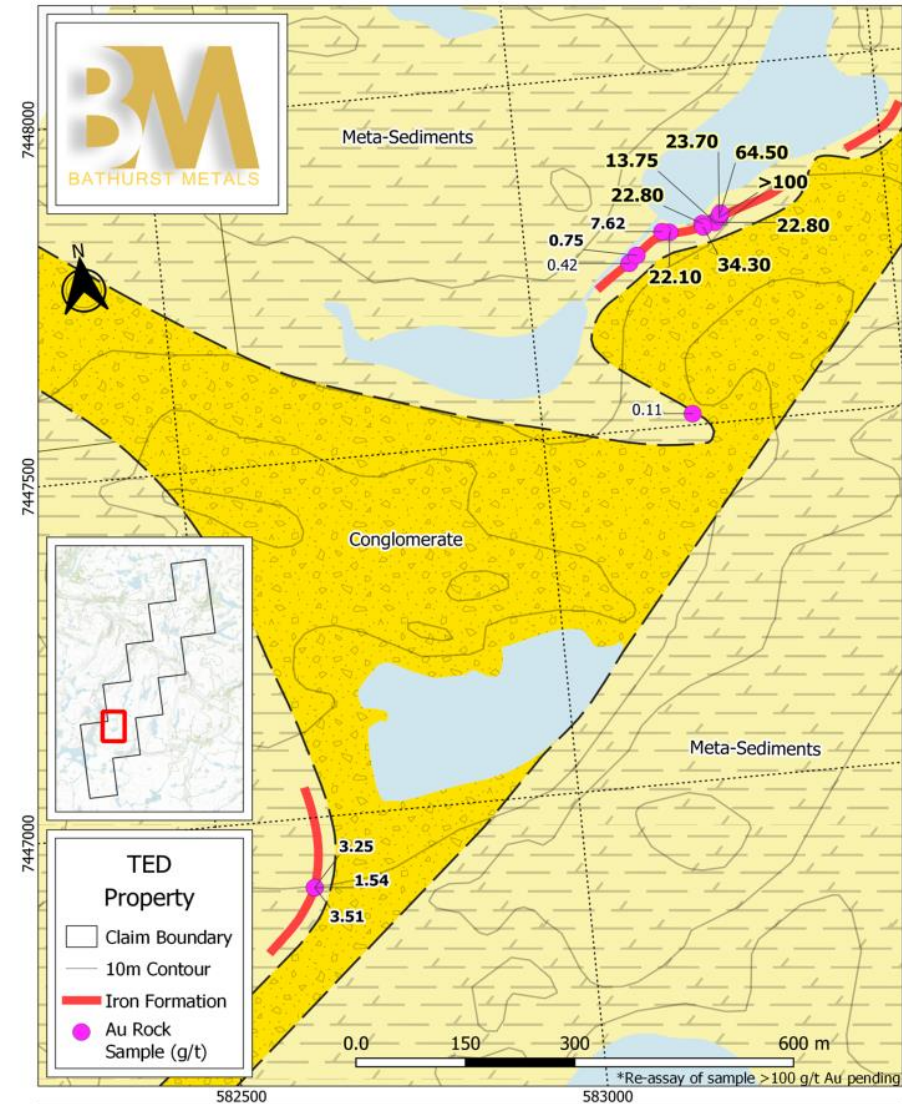 BM
BATHURST METALS
7448000
7447500
7447000
Meta-Sediments
23.70
13.75
64.50
>100
22.80
7.62
22.80
0.75
0.42
22.10
34.30
N
0.11
Conglomerate
Meta-Sediments
3.25
1.54
3.51
TED
Property
Claim Boundary
10m Contour
Iron Formation
Au Rock
Sample (g/t)
0.0 150 300 600 m
*Re-assay of sample >100 g/t Au pending
582500 583000